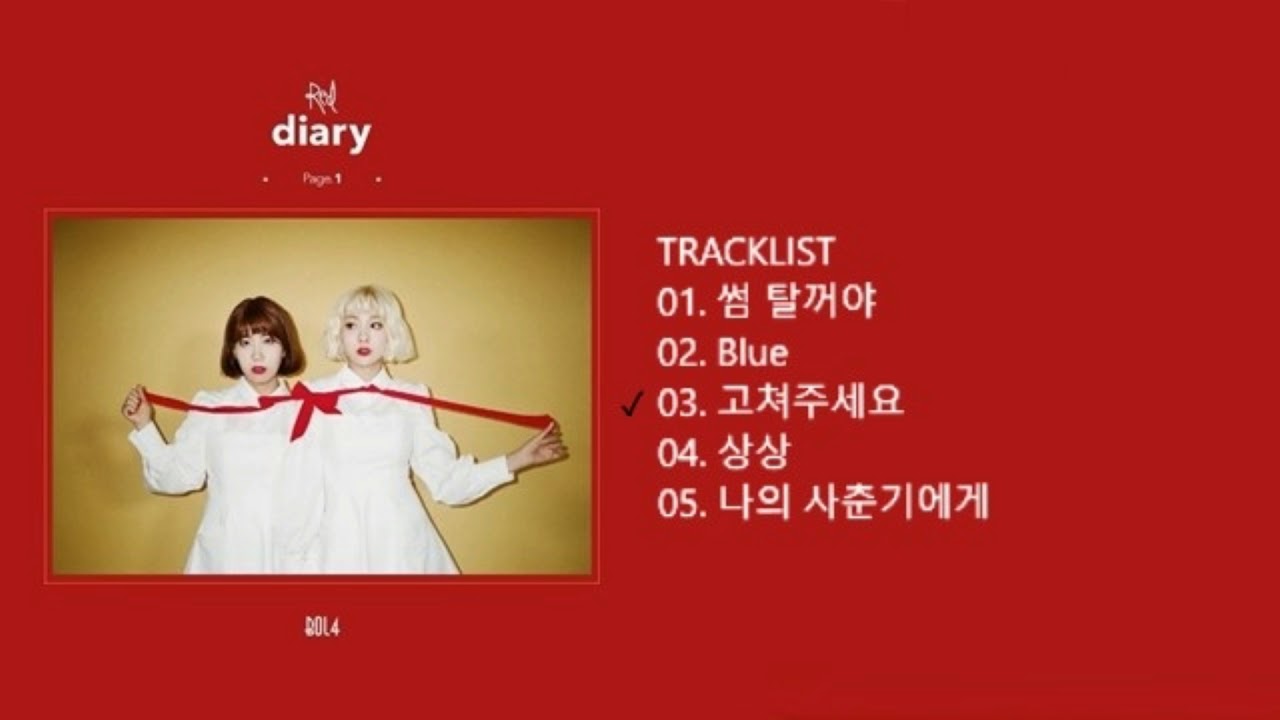 Red
diary
Page.1
TRACKLIST
01. 썸 탈꺼야
02. Blue
03. 고쳐주세요
04. 상상
05. 나의 사춘기에게
BOL4